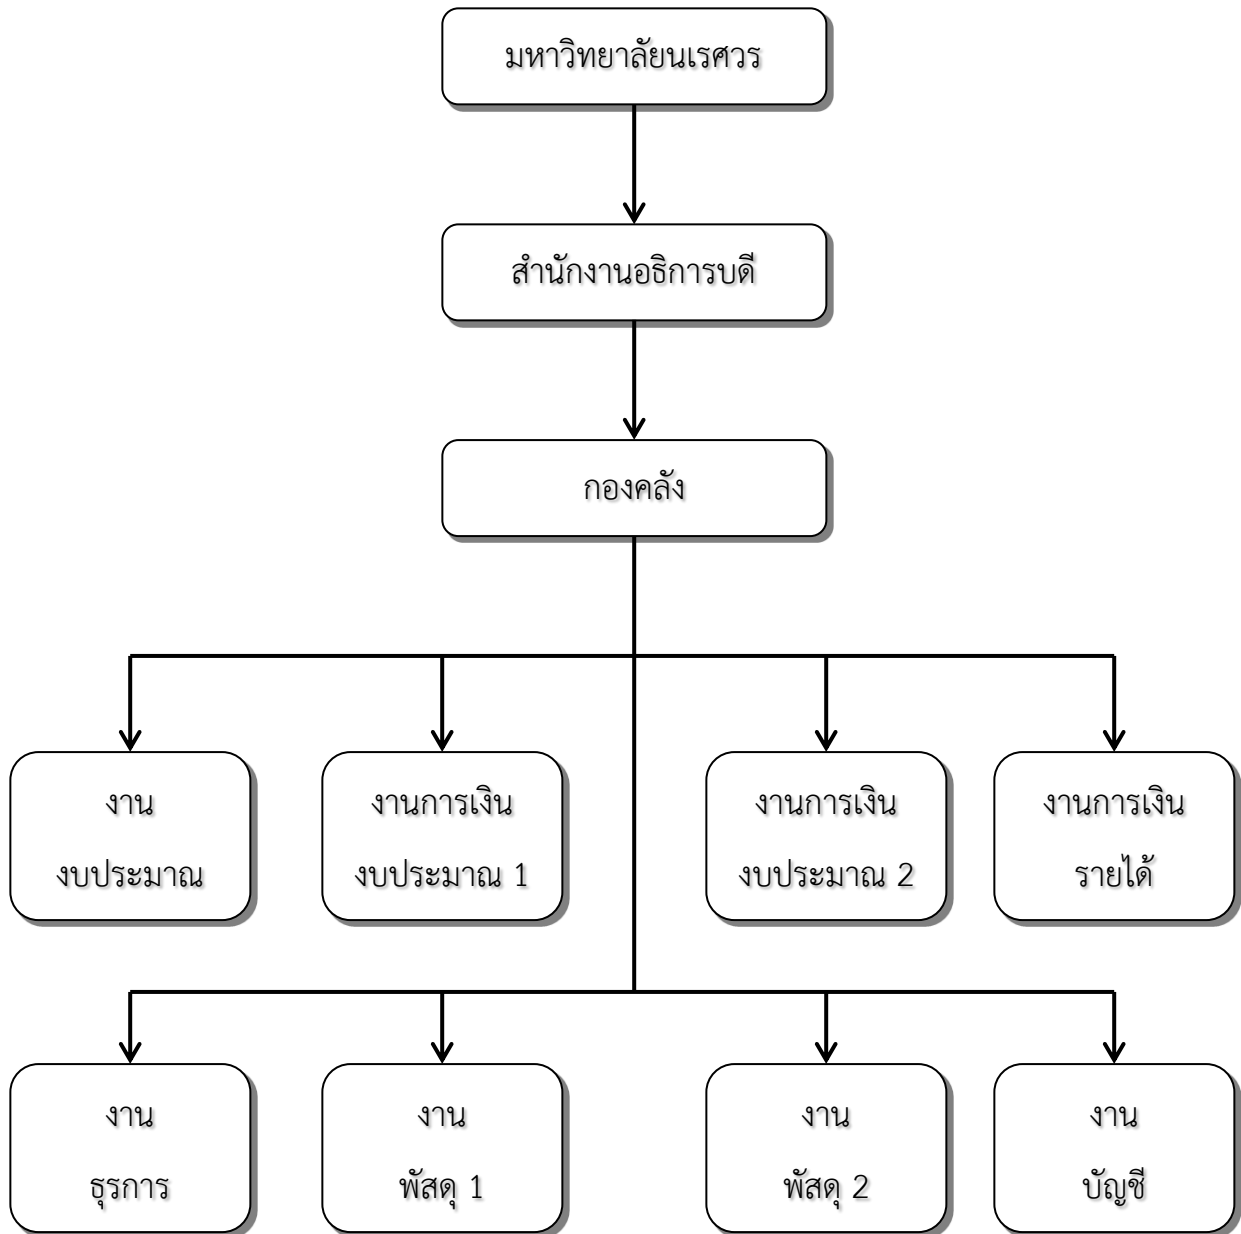 มหาวิทยาลัยนเรศวร
สำนักงานอธิการบดี
กองคลัง
งาน
งบประมาณ
งานการเงิน
งบประมาณ 1
งานการเงิน
งบประมาณ 2
งานการเงิน
รายได้
งาน
ธุรการ
งาน
พัสดุ 1
งาน
พัสดุ 2
งาน
บัญชี